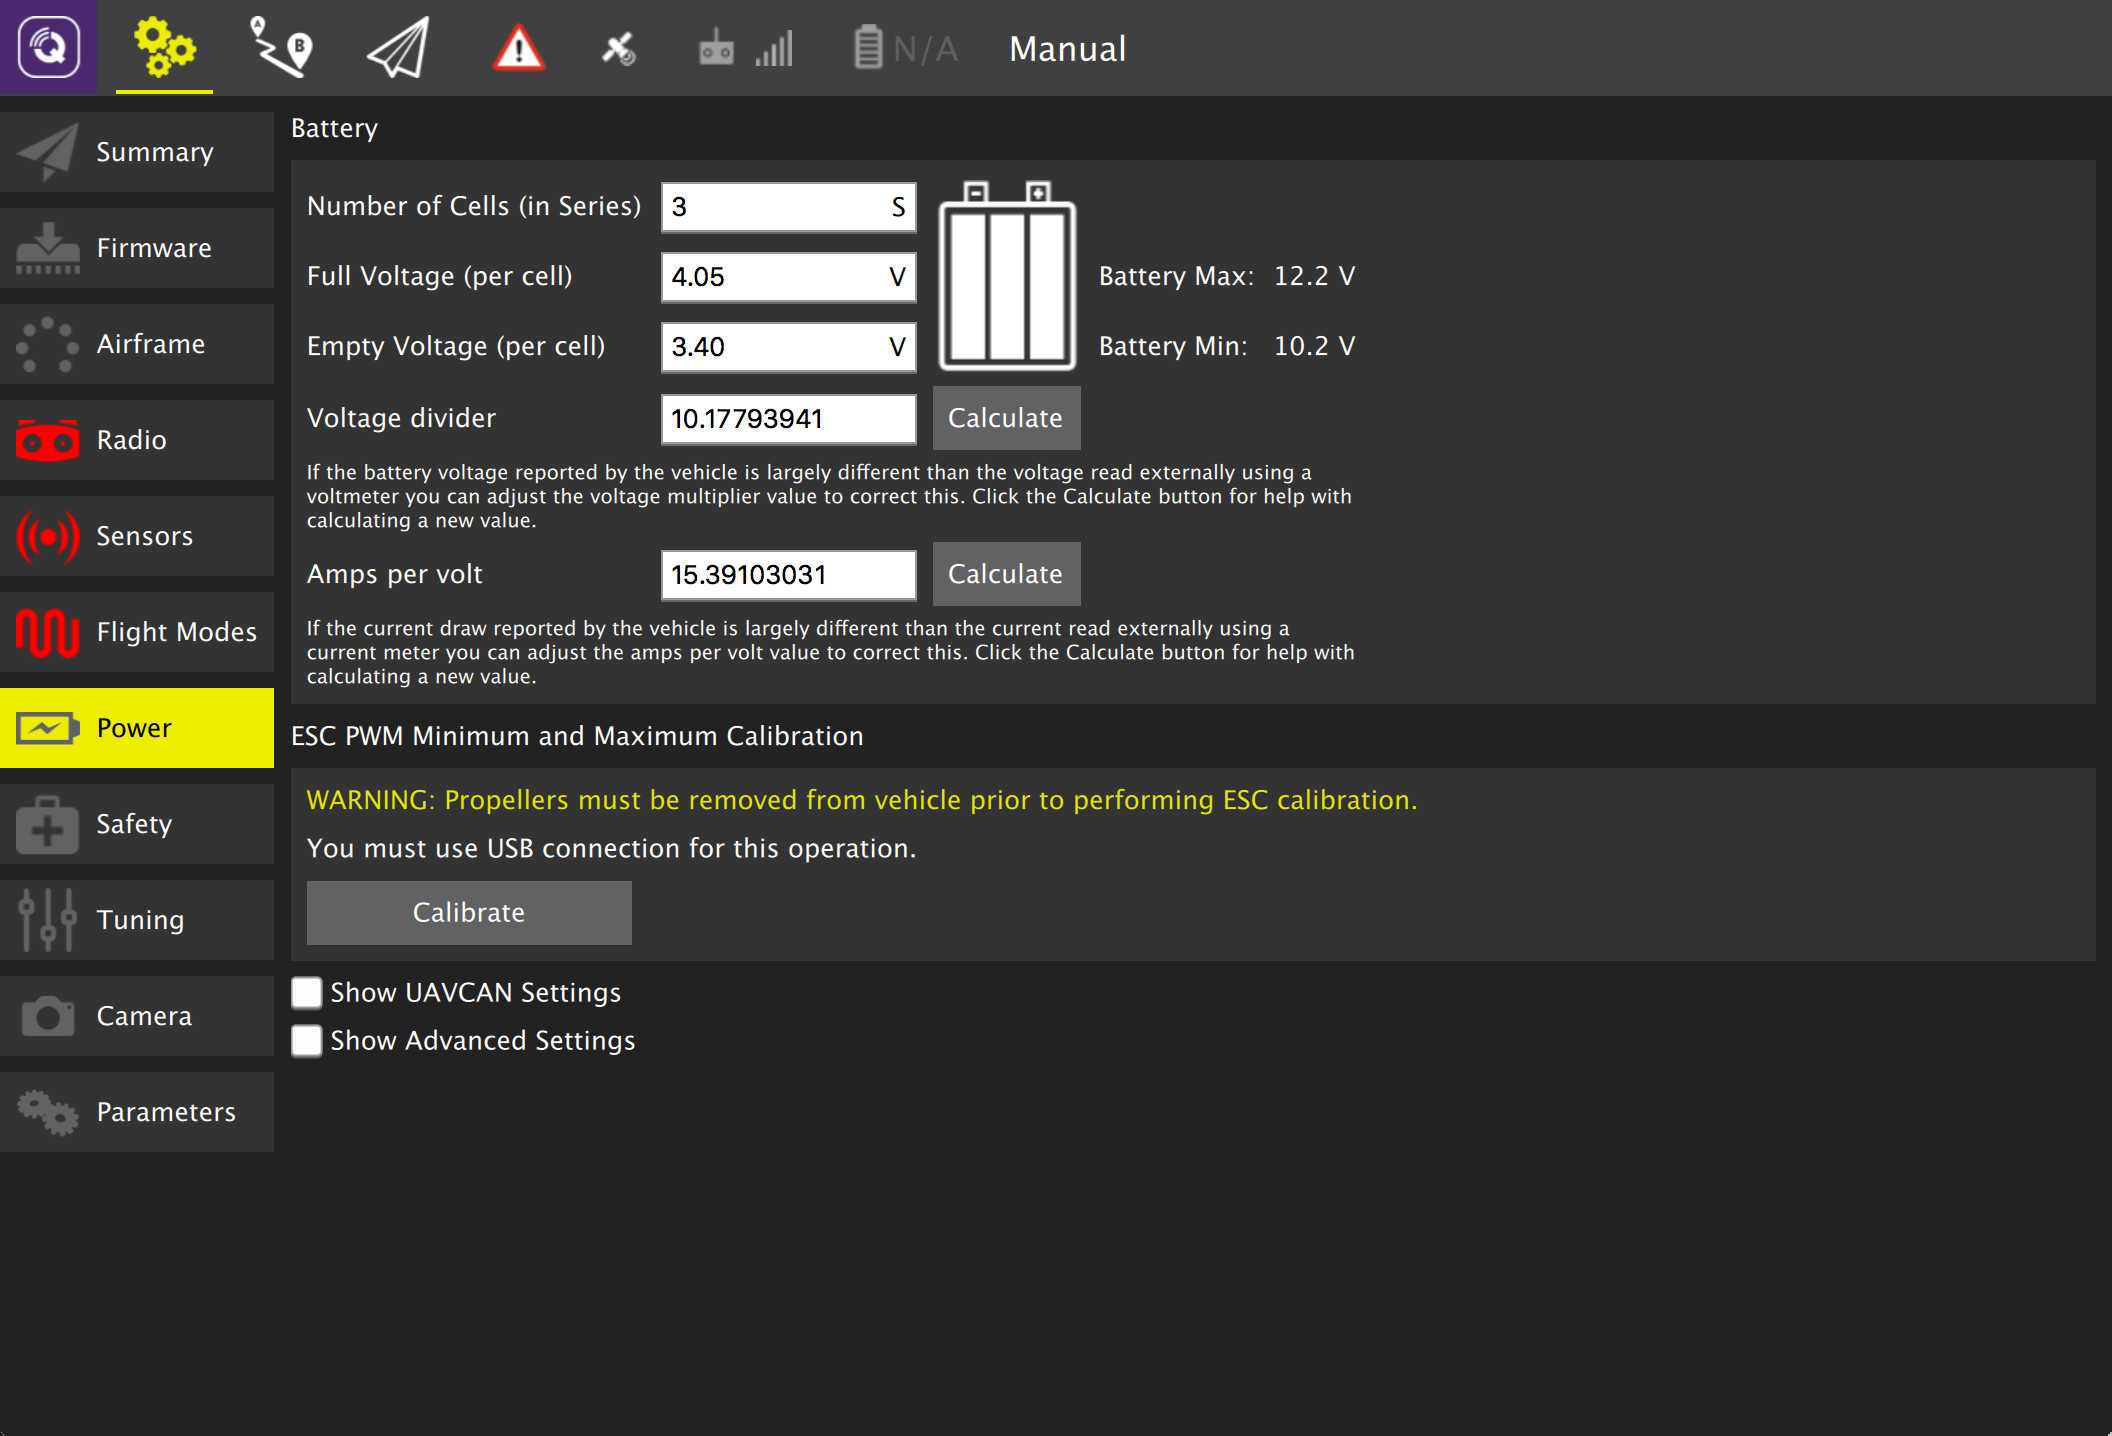 N/A Manual
Summary
Firmware
Airframe
Radio
Sensors
Flight Modes
Power
Safety
Tuning
Camera
Parameters
Battery
Number of Cells (in Series) 3 S
Full Voltage (per cell) 4.05 V Battery Max: 12.2 V
Empty Voltage (per cell) 3.40 V Battery Min: 10.2 V
Voltage divider 10.17793941 Calculate
If the battery voltage reported by the vehicle is largely different than the voltage read externally using a
voltmeter you can adjust the voltage multiplier value to correct this. Click the Calculate button for help with
calculating a new value.
Amps per volt 15.39103031 Calculate
If the current draw reported by the vehicle is largely different than the current read externally using a
current meter you can adjust the amps per volt value to correct this. Click the Calculate button for help with
calculating a new value.
ESC PWM Minimum and Maximum Calibration
WARNING: Propellers must be removed from vehicle prior to performing ESC calibration.
You must use USB connection for this operation.
Calibrate
Show UAVCAN Settings
Show Advanced Settings